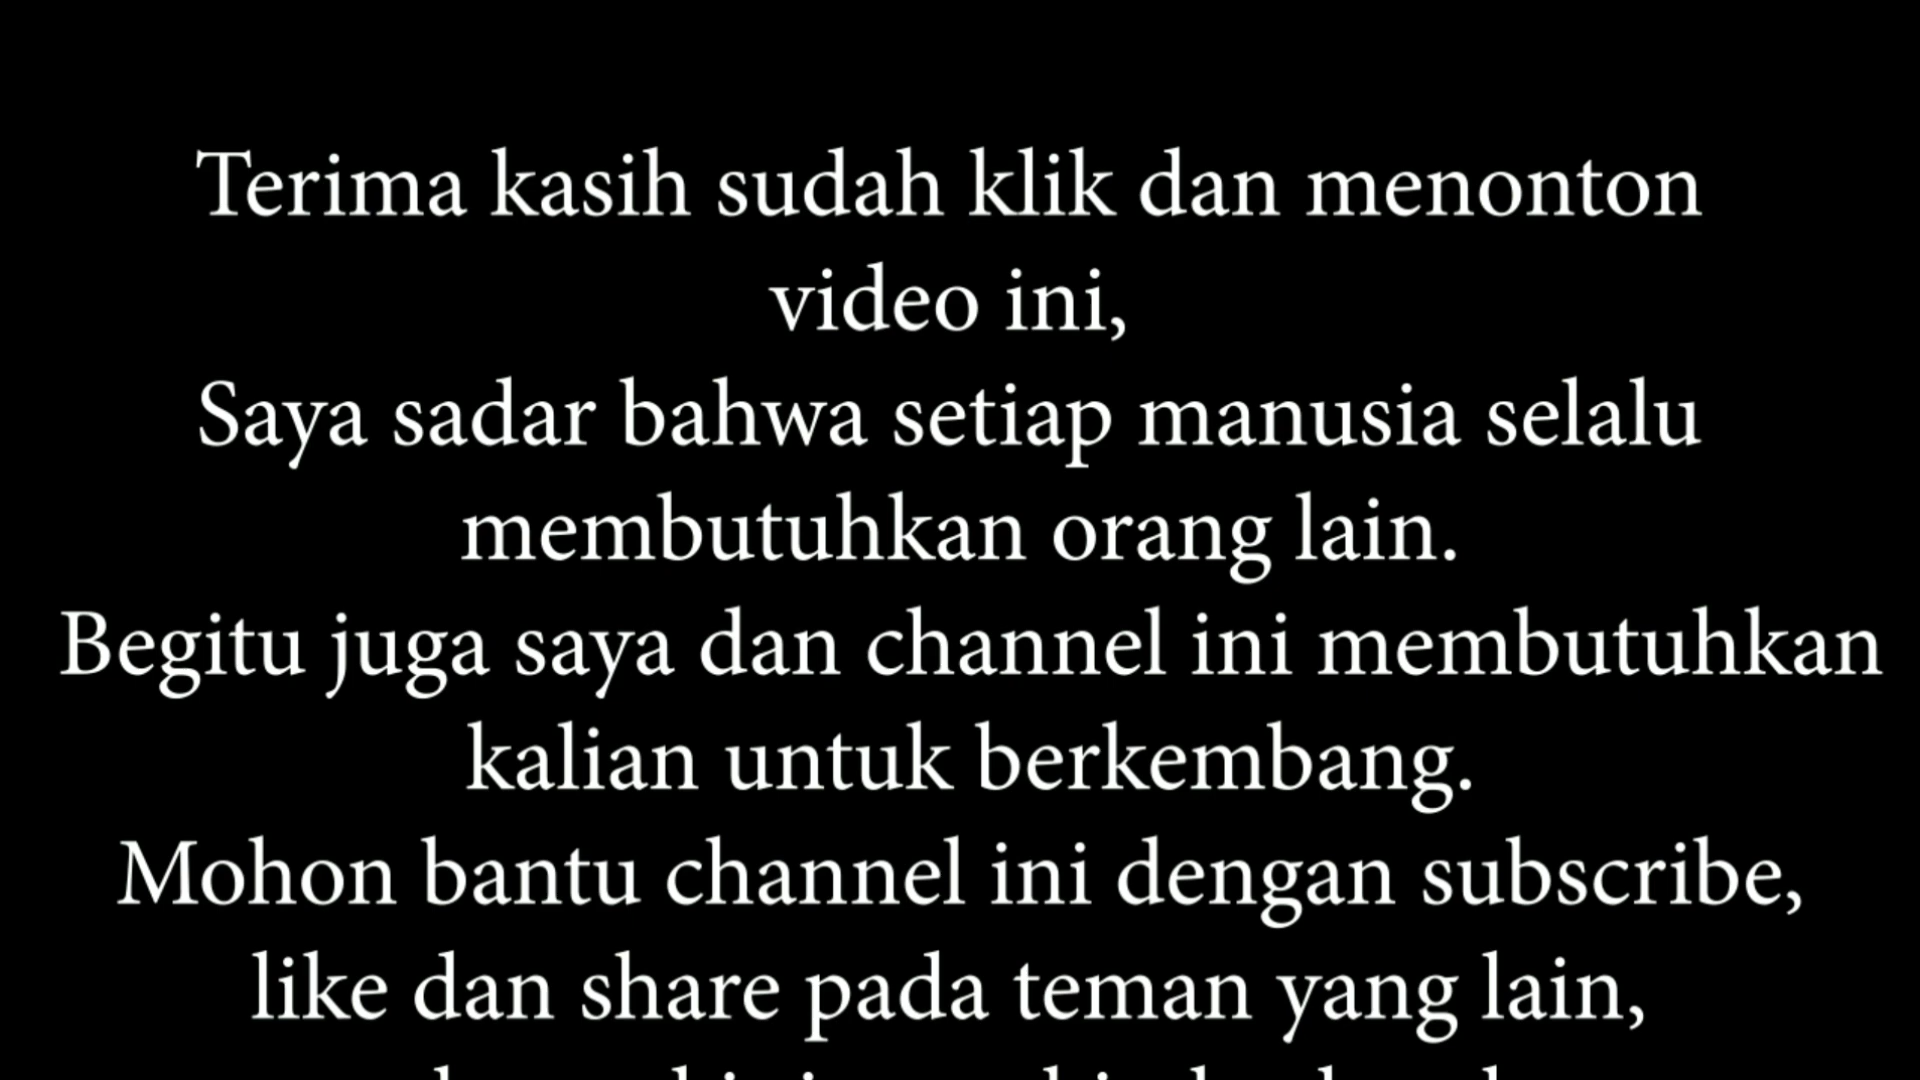 Terima kasih sudah klik dan menonton
video ini,
Saya sadar bahwa setiap manusia selalu
membutuhkan orang lain.
Begitu juga saya dan channel ini membutuhkan
kalian untuk berkembang.
Mohon bantu channel ini dengan subscribe,
like dan share pada teman yang lain,